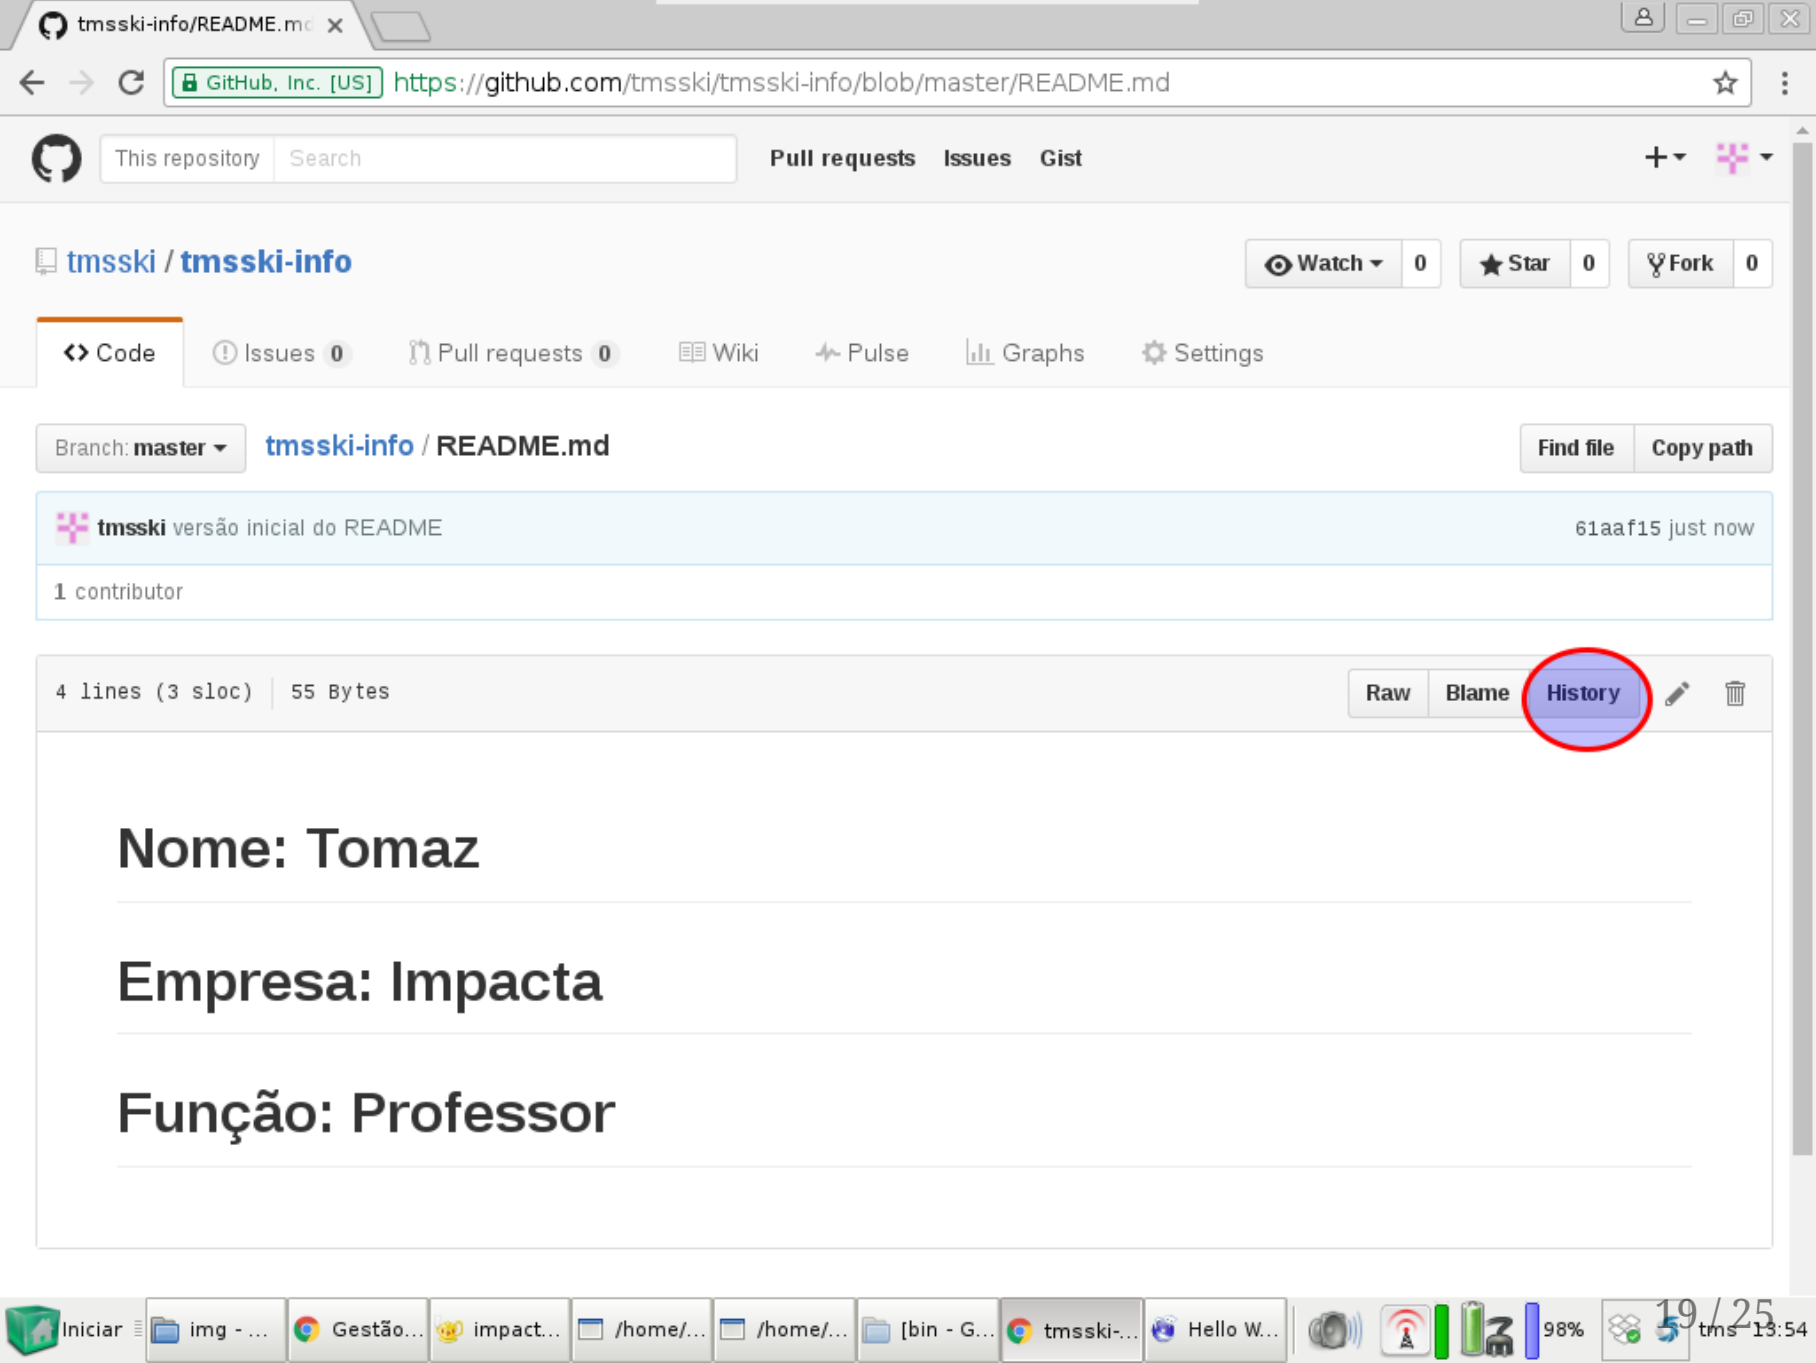 tmsski-info/README.md
GitHub, Inc. [US] https://github.com/tmsski/tmsski-info/blob/master/README.md
This repository Search Pull requests Issues Gist
tmsski / tmsski-info Watch 0 Star 0 Fork 0
Code Issues 0 Pull requests 0 Wiki Pulse Graphs Settings
Branch: master tmsski-info / README.md Find file Copy path
tmsski versão inicial do README 61aaf15 just now
1 contributor
4 lines (3 sloc) 55 Bytes Raw Blame History
Nome: Tomaz
Empresa: Impacta
Função: Professor
19 / 25
Iniciar img - ... Gestão... impact... /home/... /home/... [bin - G... tmsski-... Hello W... 98% tms 13:54